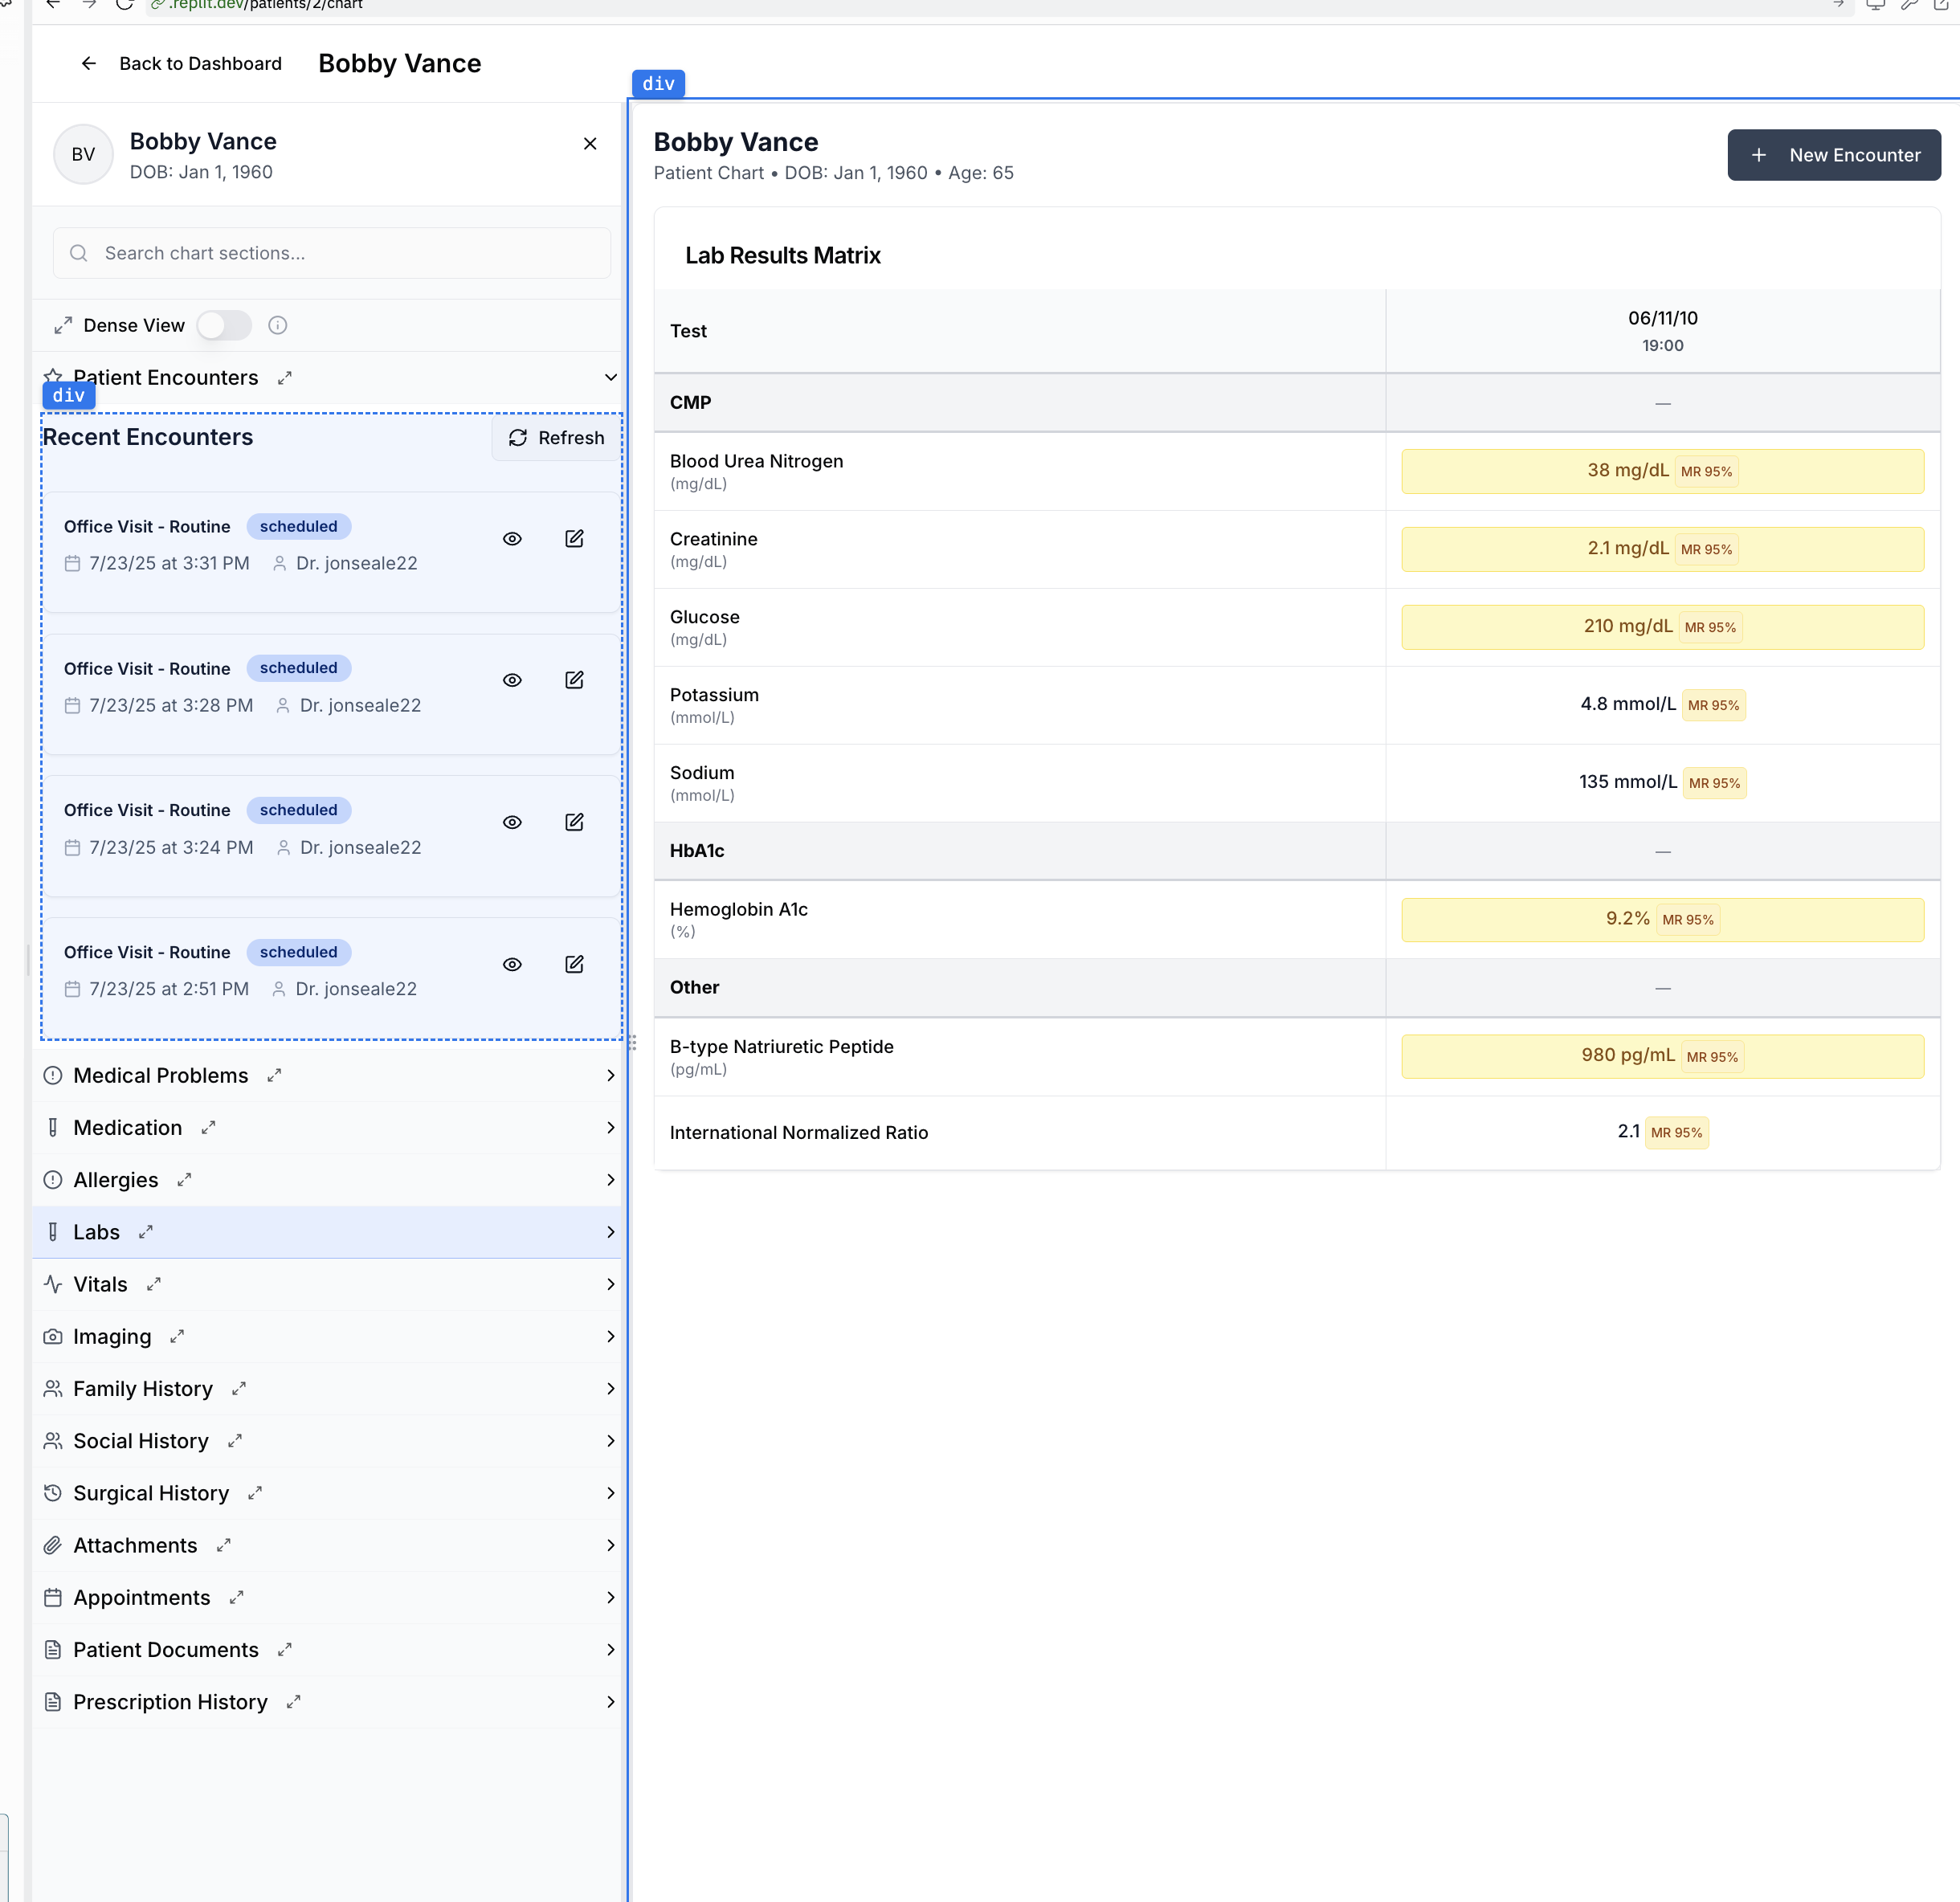 .replit.dev/patients/2/chart
Back to Dashboard
Bobby Vance
div
BV
Bobby Vance
DOB: Jan 1, 1960
Search chart sections...
Dense View
Patient Encounters
div
Recent Encounters
Refresh
Office Visit - Routine
scheduled
7/23/25 at 3:31 PM
Dr. jonseale22
Office Visit - Routine
scheduled
7/23/25 at 3:28 PM
Dr. jonseale22
Office Visit - Routine
scheduled
7/23/25 at 3:24 PM
Dr. jonseale22
Office Visit - Routine
scheduled
7/23/25 at 2:51 PM
Dr. jonseale22
Medical Problems
Medication
Allergies
Labs
Vitals
Imaging
Family History
Social History
Surgical History
Attachments
Appointments
Patient Documents
Prescription History
Bobby Vance
Patient Chart • DOB: Jan 1, 1960 • Age: 65
New Encounter
Lab Results Matrix
Test
06/11/10
19:00
CMP
—
Blood Urea Nitrogen
(mg/dL)
38 mg/dL MR 95%
Creatinine
(mg/dL)
2.1 mg/dL MR 95%
Glucose
(mg/dL)
210 mg/dL MR 95%
Potassium
(mmol/L)
4.8 mmol/L MR 95%
Sodium
(mmol/L)
135 mmol/L MR 95%
HbA1c
—
Hemoglobin A1c
(%)
9.2% MR 95%
Other
—
B-type Natriuretic Peptide
(pg/mL)
980 pg/mL MR 95%
International Normalized Ratio
2.1 MR 95%